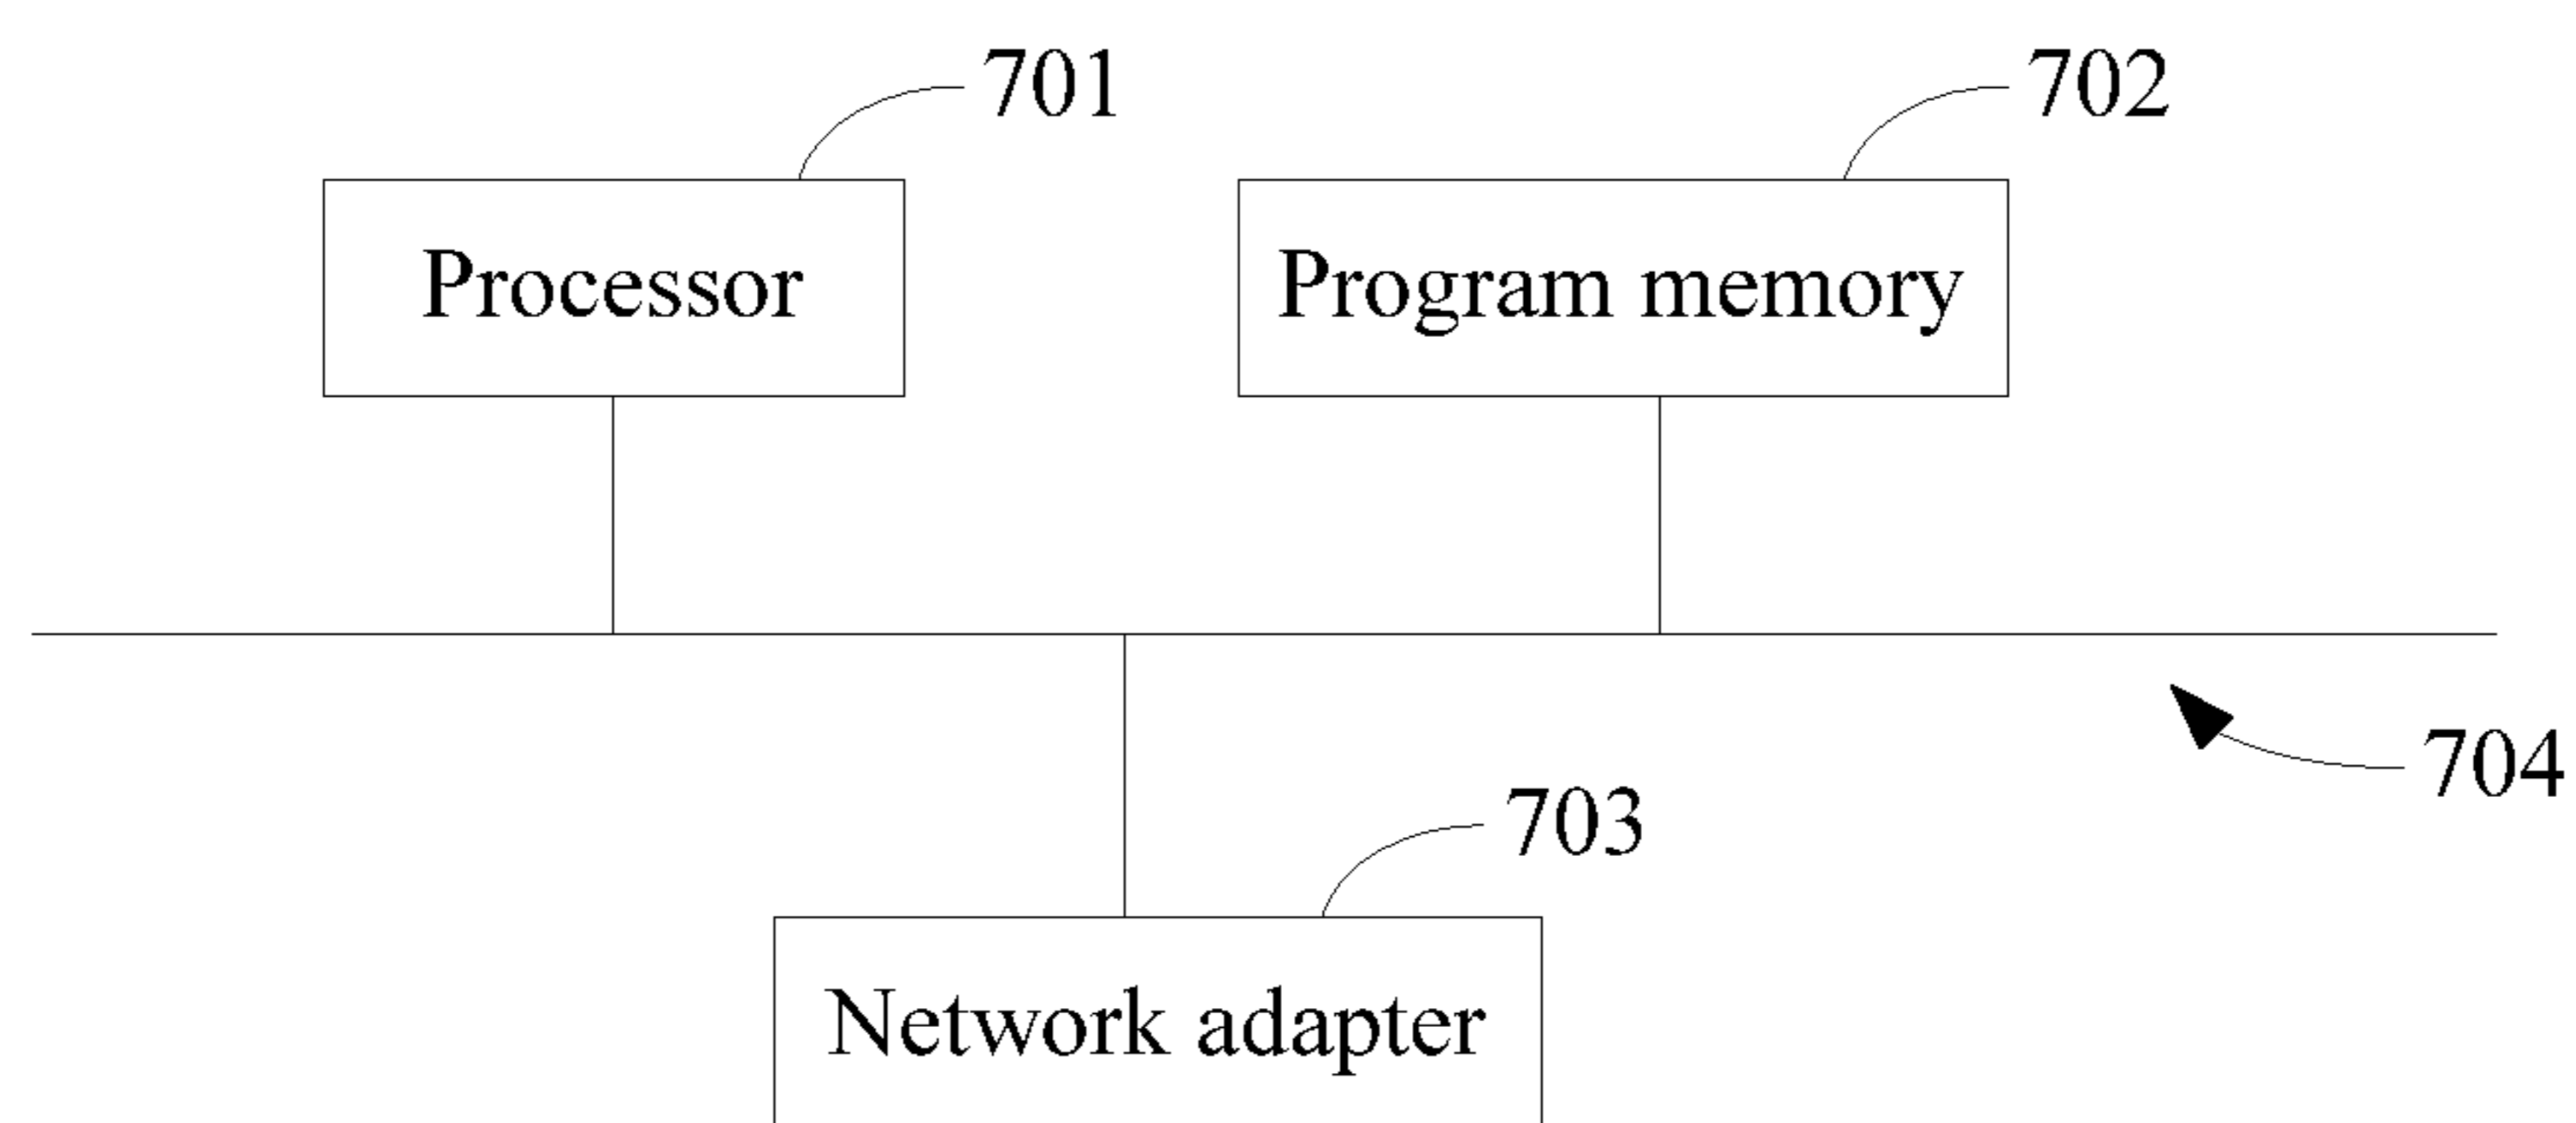 701
702
Processor
Program memory
704
703
Network adapter